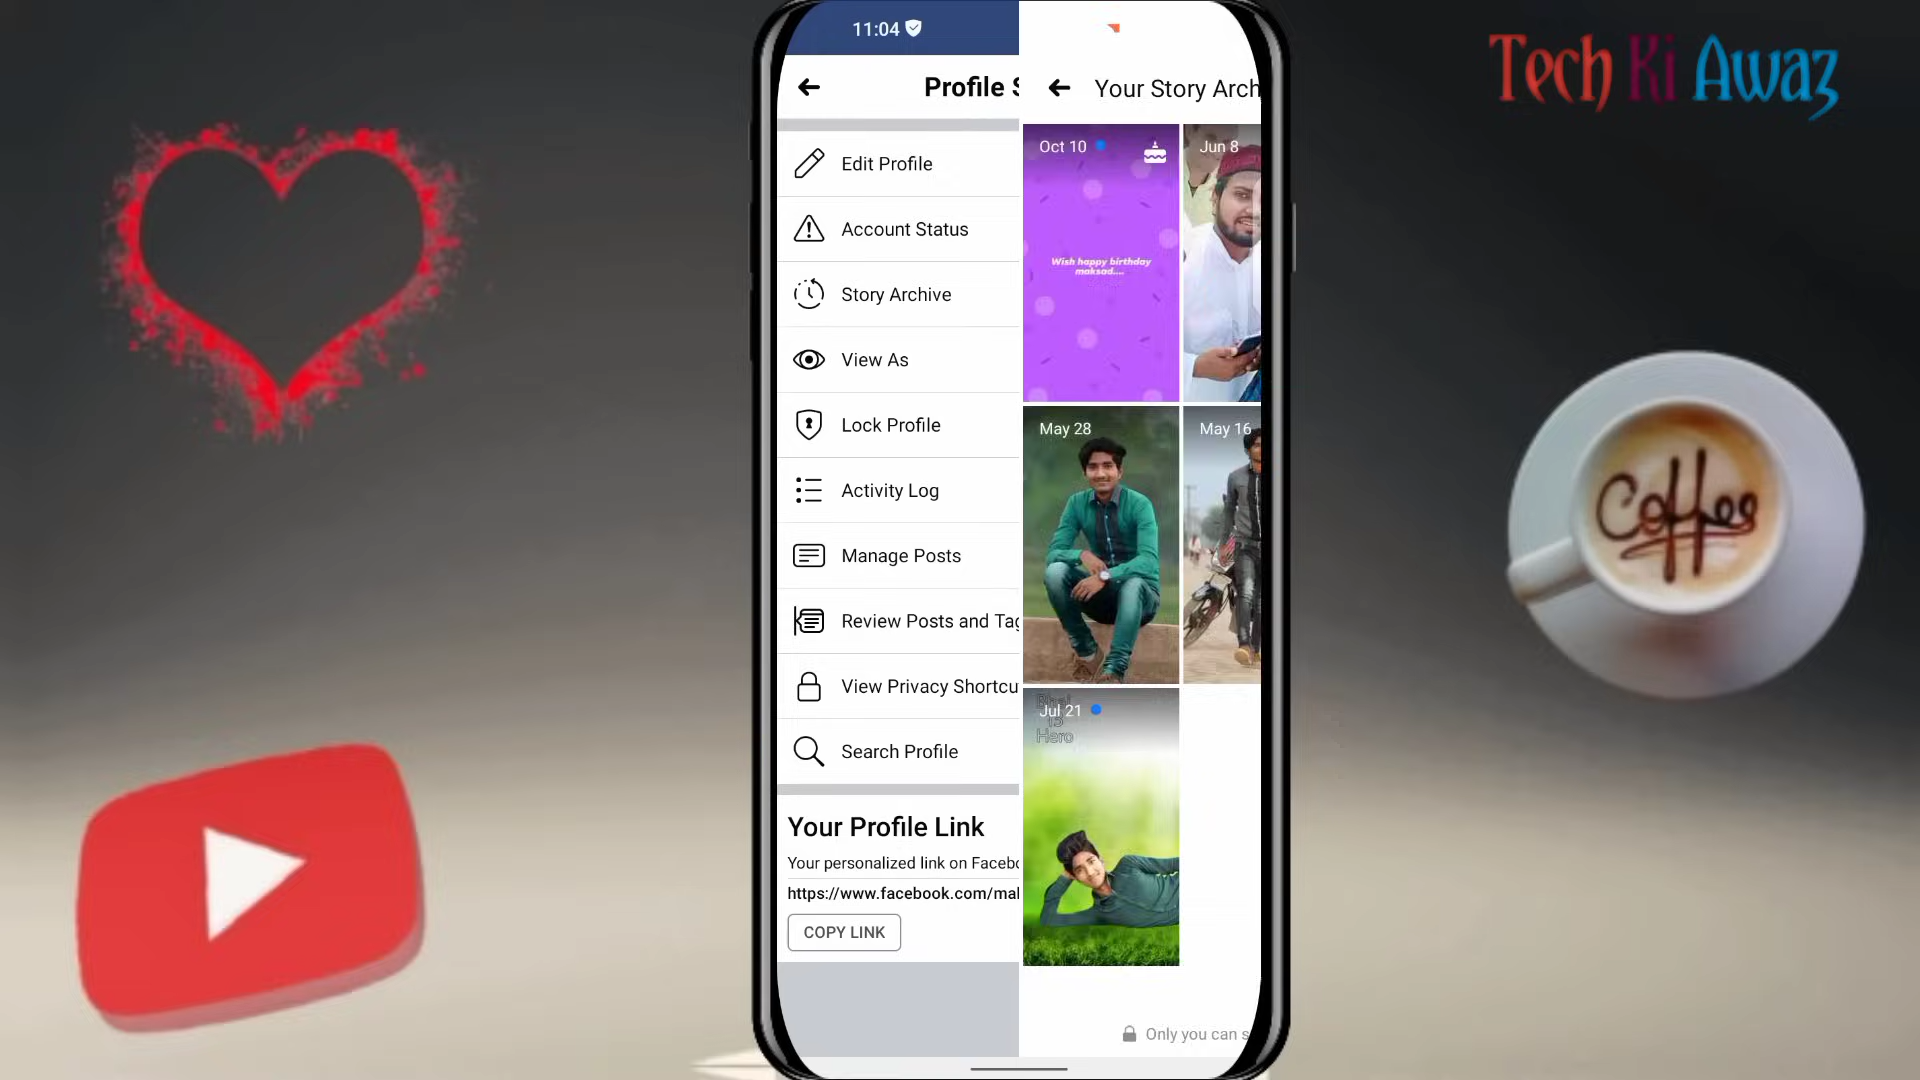 Tech Ki Awaz
11:04
Profile S
Edit Profile
Account Status
Story Archive
View As
Lock Profile
Activity Log
Manage Posts
Review Posts and Tag
View Privacy Shortcu
Search Profile
Your Profile Link
Your personalized link on Facebo
https://www.facebook.com/mal
COPY LINK
Your Story Arch
Oct 10
Jun 8
Wish happy birthday
maksad....
May 28
May 16
Jul 21
Hero
Only you can s
Coffee